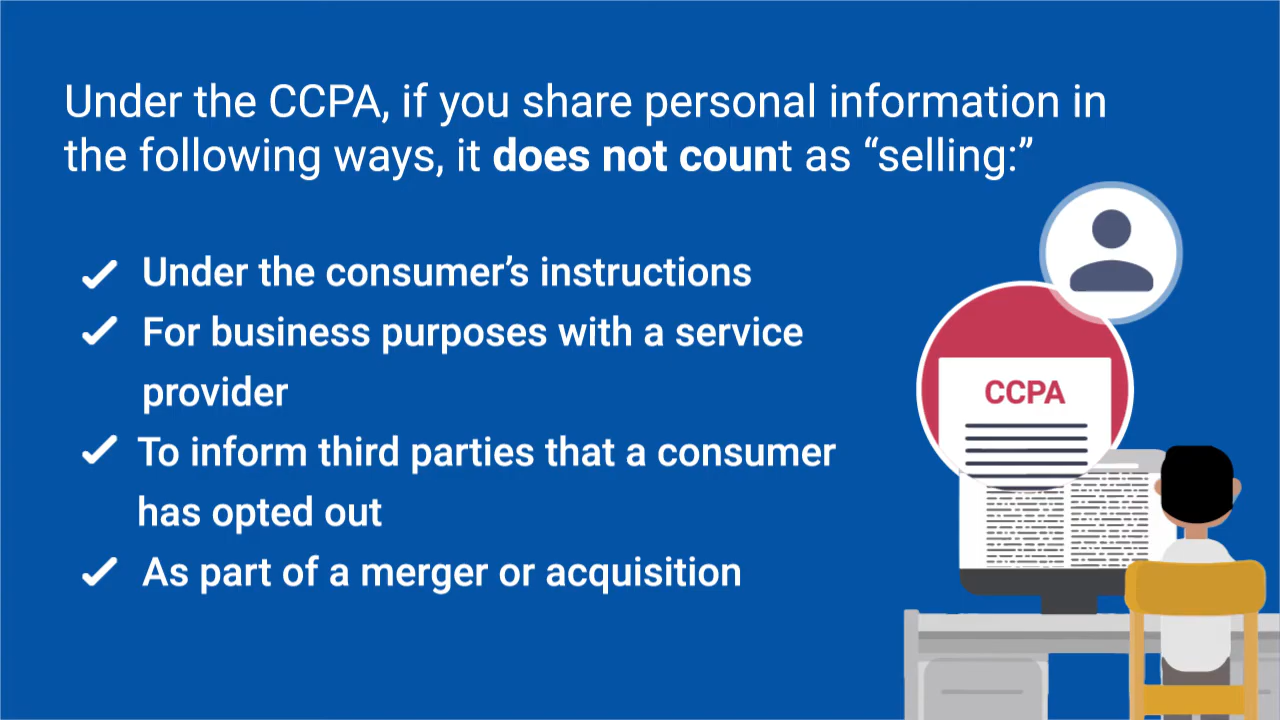 Under the CCPA, if you share personal information in
the following ways, it does not count as “selling:”
Under the consumer’s instructions
For business purposes with a service
provider
To inform third parties that a consumer
has opted out
As part of a merger or acquisition
CCPA